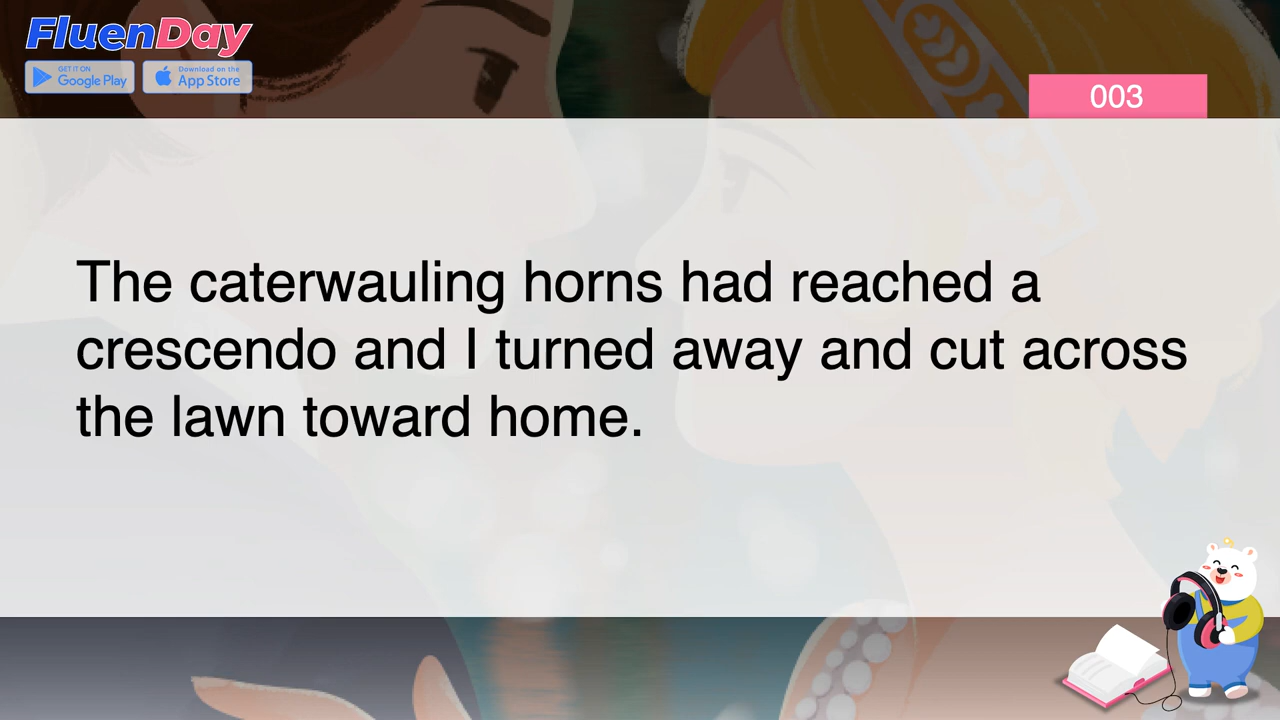 FluenDay
GET IT ON
Google Play
Download on the
App Store
003
The caterwauling horns had reached a
crescendo and I turned away and cut across
the lawn toward home.